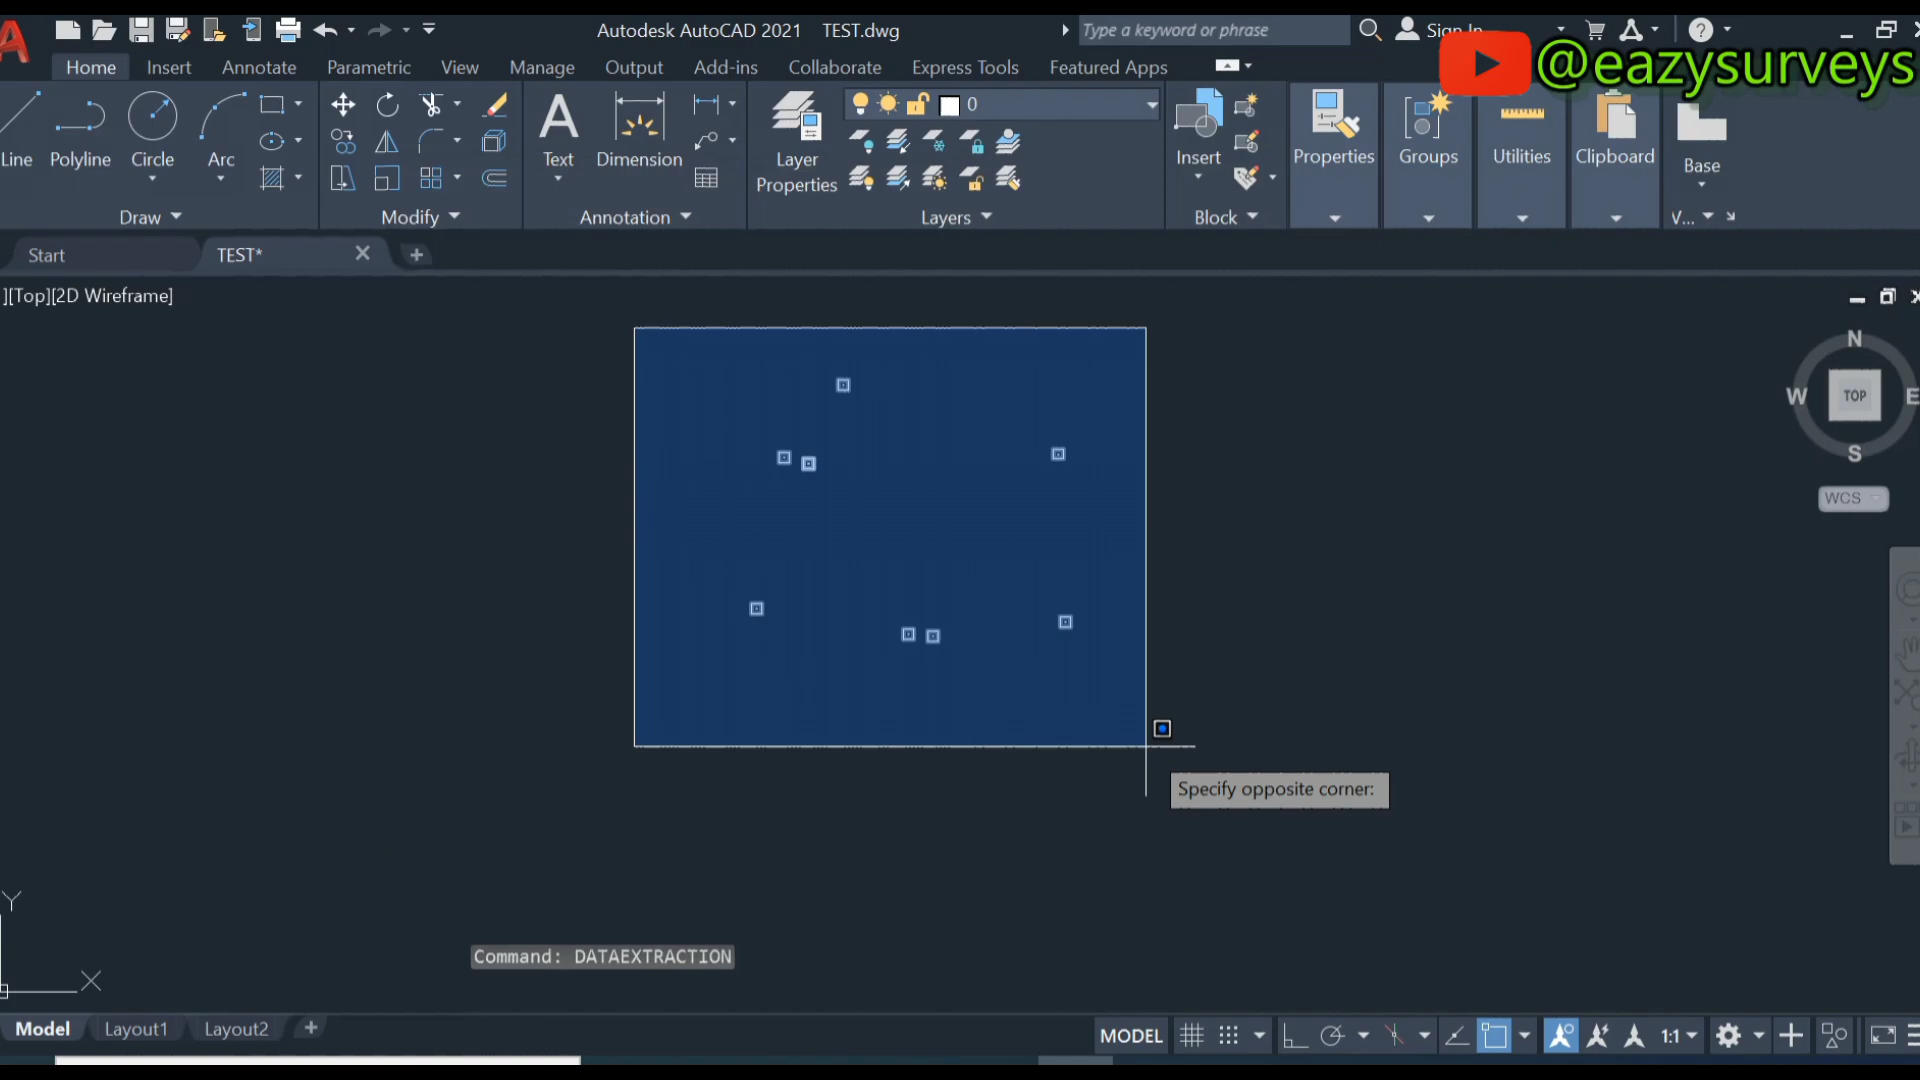 Autodesk AutoCAD 2021 TEST.dwg
Type a keyword or phrase
Sign In
@eazysurveys
Home Insert Annotate Parametric View Manage Output Add-ins Collaborate Express Tools Featured Apps
0
Line Polyline Circle Arc
Text Dimension
Layer
Properties
Insert
Properties Groups Utilities Clipboard
Base
Draw Modify Annotation Layers Block V...
Start TEST*
][Top][2D Wireframe]
N
W TOP E
S
WCS
Specify opposite corner:
Command: DATAEXTRACTION
Y
X
Model Layout1 Layout2
MODEL 1:1